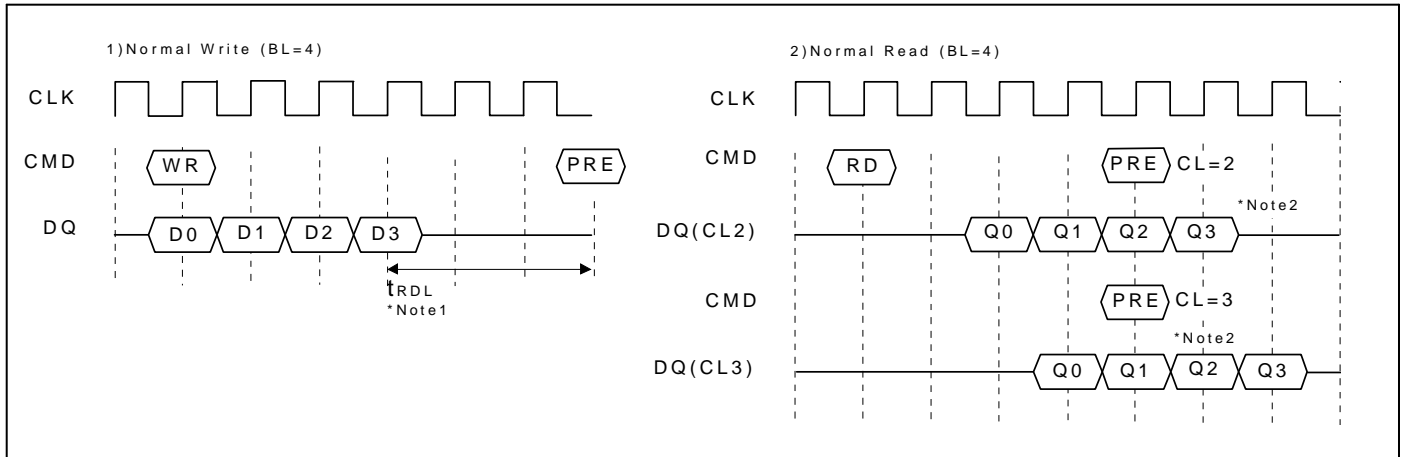 1)Normal Write (BL=4)
CLK
CMD WR PRE
DQ D0 D1 D2 D3
tRDL
*Note1
2)Normal Read (BL=4)
CLK
CMD RD PRE CL=2
*Note2
DQ(CL2) Q0 Q1 Q2 Q3
CMD PRE CL=3
*Note2
DQ(CL3) Q0 Q1 Q2 Q3